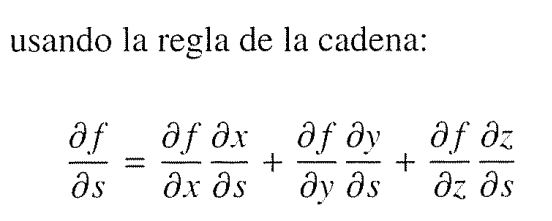 usando la regla de la cadena:
∂f/∂s = ∂f/∂x ∂x/∂s + ∂f/∂y ∂y/∂s + ∂f/∂z ∂z/∂s